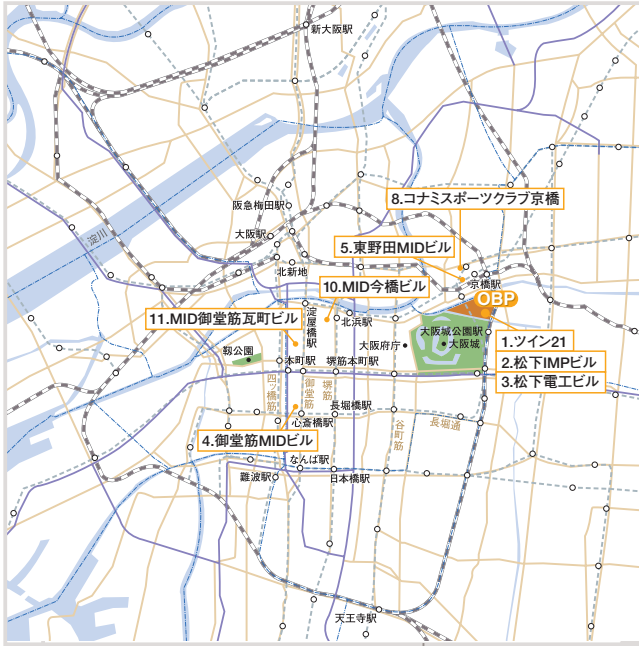 新大阪駅
8.コナミスポーツクラブ京橋
阪急梅田駅
淀川
大阪駅
5.東野田MIDビル
北新地
京橋駅
10.MID今橋ビル
OBP
淀屋橋駅
11.MID御堂筋瓦町ビル
北浜駅
大阪城公園駅
大阪府庁
大阪城
1.ツイン21
2.松下IMPビル
3.松下電工ビル
靱公園
本町駅
堺筋本町駅
四ツ橋筋
御堂筋
堺筋
長堀橋駅
谷町筋
長堀通
心斎橋駅
4.御堂筋MIDビル
なんば駅
難波駅
日本橋駅
天王寺駅